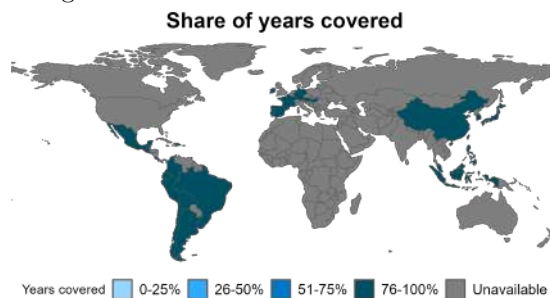 Share of years covered
Years covered 0-25% 26-50% 51-75% 76-100% Unavailable